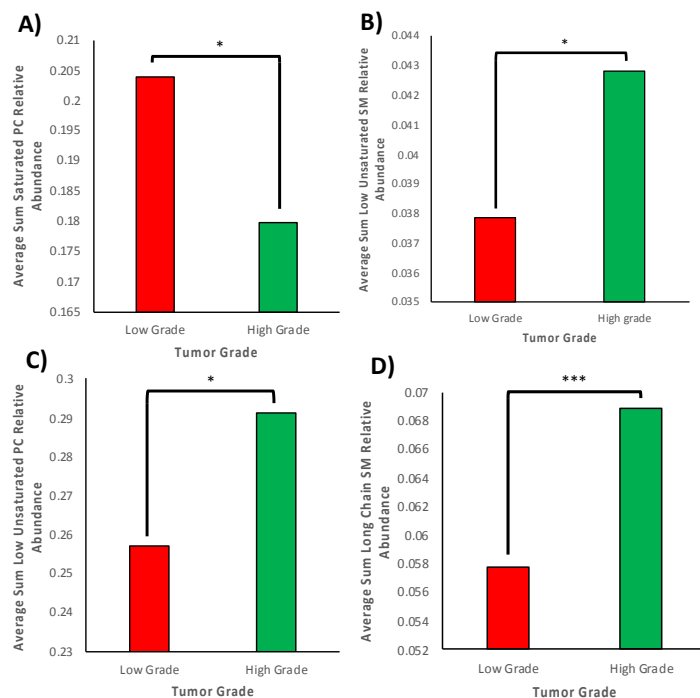 A)
Average Sum Saturated PC Relative
Abundance
0.21
0.205
0.2
0.195
0.19
0.185
0.18
0.175
0.17
0.165
*
Low Grade
High Grade
Tumor Grade
B)
Average Sum Low Unsaturated SM Relative
Abundance
0.044
0.043
0.042
0.041
0.04
0.039
0.038
0.037
0.036
0.035
*
Low Grade
High grade
Tumor Grade
C)
Average Sum Low Unsaturated PC Relative
Abundance
0.3
0.29
0.28
0.27
0.26
0.25
0.24
0.23
*
Low Grade
High Grade
Tumor Grade
D)
Average Sum Long Chain SM Relative
Abundance
0.07
0.068
0.066
0.064
0.062
0.06
0.058
0.056
0.054
0.052
***
Low Grade
High Grade
Tumor Grade